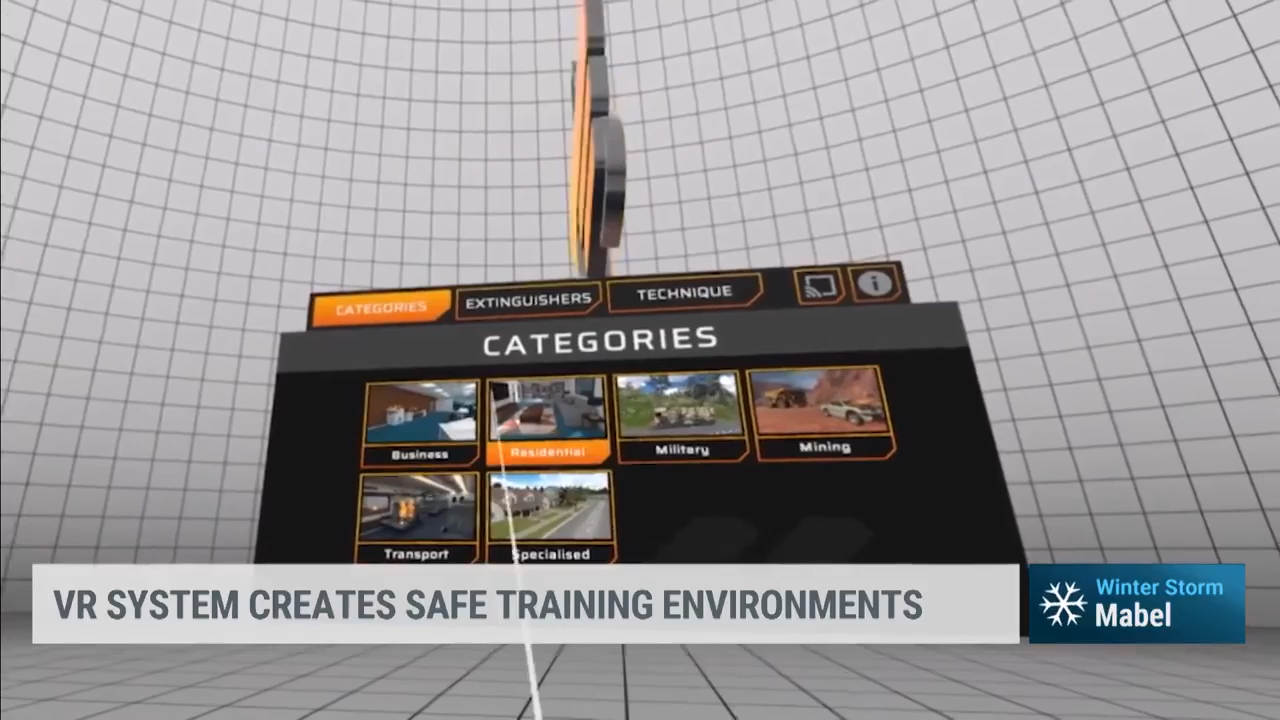 CATEGORIES
EXTINGUISHERS
TECHNIQUE
CATEGORIES
Business
Residential
Military
Mining
Transport
Specialised
VR SYSTEM CREATES SAFE TRAINING ENVIRONMENTS
Winter Storm
Mabel